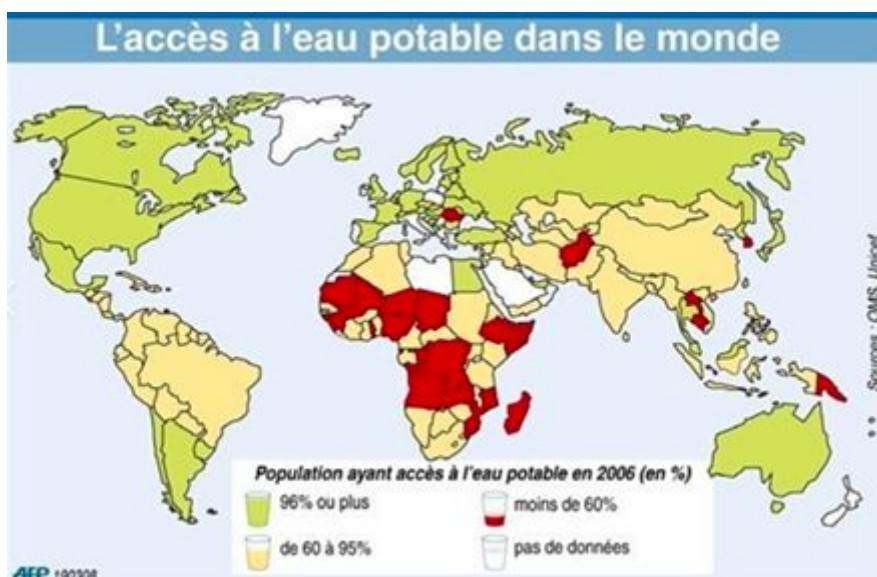 L'accès à l'eau potable dans le monde
Sources : OMS, Unicef
Population ayant accès à l'eau potable en 2006 (en %)
96% ou plus
moins de 60%
de 60 à 95%
pas de données
AFP 190308